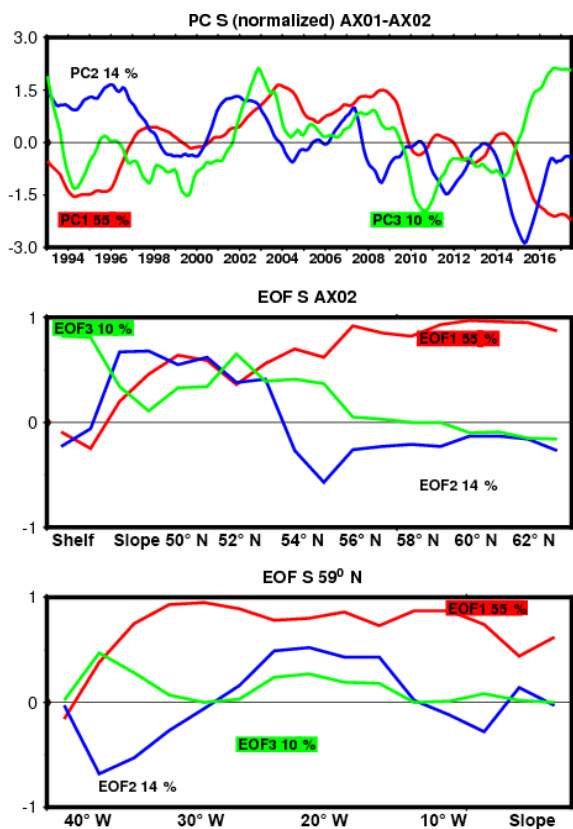 PC S (normalized) AX01-AX02
3.0
PC2 14 %
1.5
0.0
-1.5
PC1 55 %
PC3 10 %
-3.0
1994 1996 1998 2000 2002 2004 2006 2008 2010 2012 2014 2016
EOF S AX02
1
EOF3 10 %
EOF1 55 %
0
EOF2 14 %
-1
Shelf Slope 50° N 52° N 54° N 56° N 58° N 60° N 62° N
EOF S 59⁰ N
1
EOF1 55 %
0
EOF3 10 %
EOF2 14 %
-1
40° W 30° W 20° W 10° W Slope